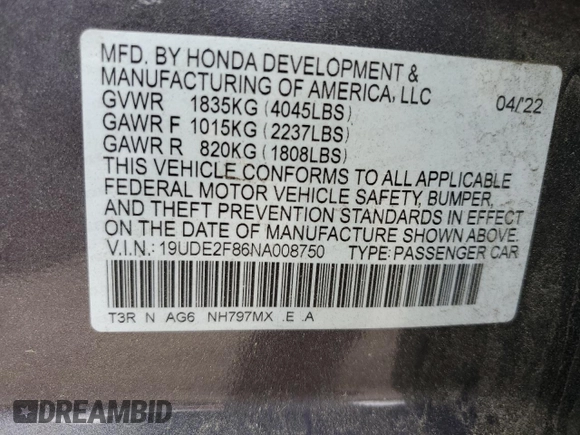 MFD. BY HONDA DEVELOPMENT &
MANUFACTURING OF AMERICA, LLC
04/'22
GVWR 1835KG (4045LBS)
GAWR F 1015KG (2237LBS)
GAWR R 820KG (1808LBS)
THIS VEHICLE CONFORMS TO ALL APPLICABLE
FEDERAL MOTOR VEHICLE SAFETY, BUMPER,
AND THEFT PREVENTION STANDARDS IN EFFECT
ON THE DATE OF MANUFACTURE SHOWN ABOVE.
V.I.N.: 19UDE2F86NA008750 TYPE: PASSENGER CAR
T3R N AG6 NH797MX .E .A
DREAMBID